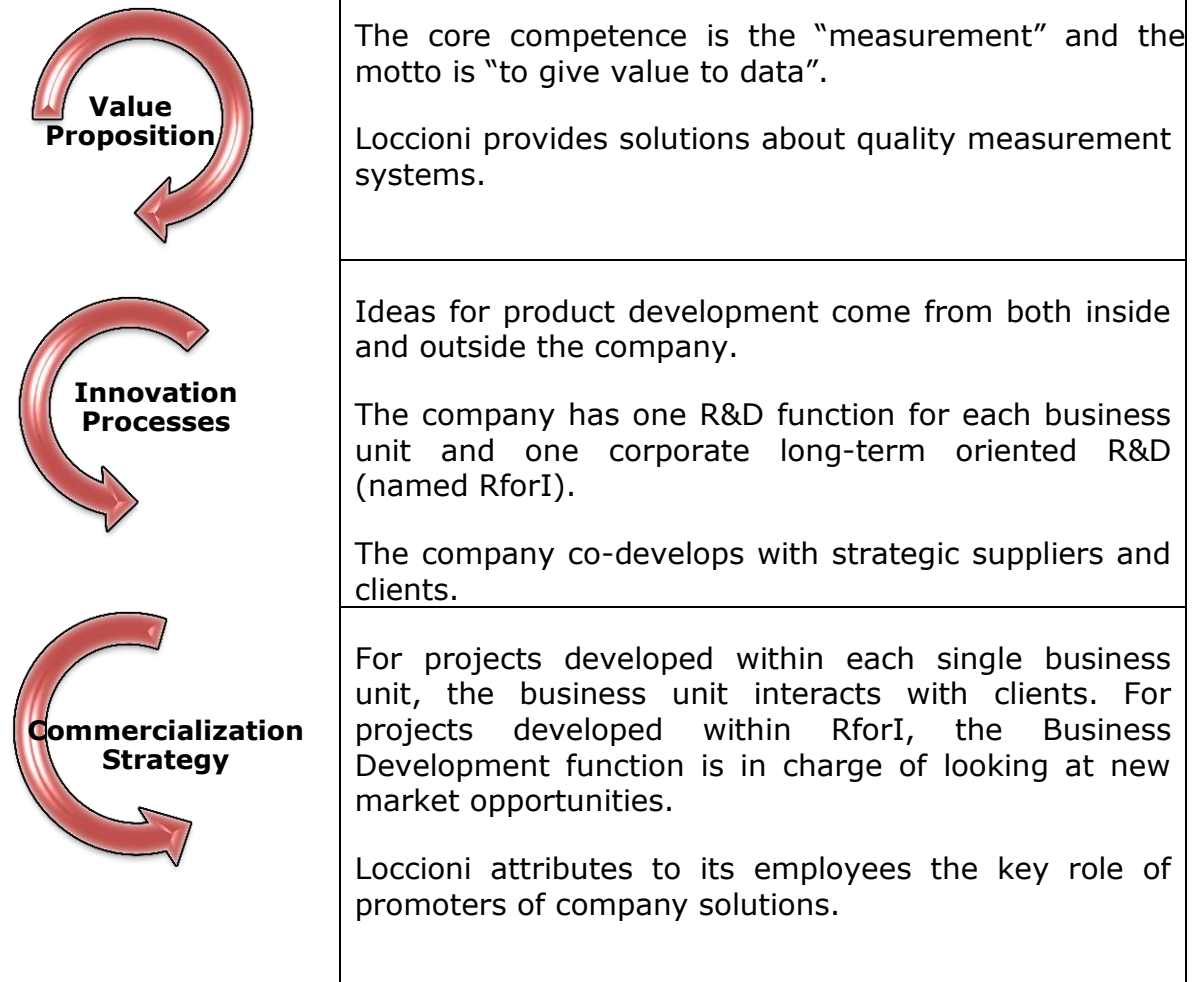 Value
Proposition
The core competence is the “measurement” and the
motto is “to give value to data”.
Loccioni provides solutions about quality measurement
systems.
Innovation
Processes
Ideas for product development come from both inside
and outside the company.
The company has one R&D function for each business
unit and one corporate long-term oriented R&D
(named RforI).
The company co-develops with strategic suppliers and
clients.
Commercialization
Strategy
For projects developed within each single business
unit, the business unit interacts with clients. For
projects developed within RforI, the Business
Development function is in charge of looking at new
market opportunities.
Loccioni attributes to its employees the key role of
promoters of company solutions.